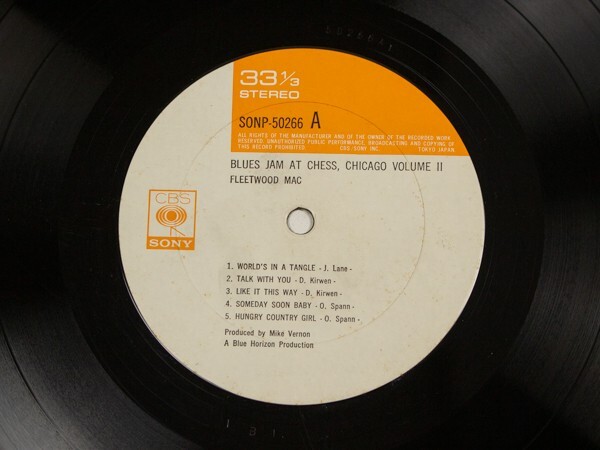 33 1/3
STEREO
SONP-50266 A
ALL RIGHTS OF THE MANUFACTURER AND OF THE OWNER OF THE RECORDED WORK
RESERVED UNAUTHORIZED PUBLIC PERFORMANCE, BROADCASTING AND COPYING OF
THIS RECORD PROHIBITED CBS/SONY INC. TOKYO JAPAN
BLUES JAM AT CHESS, CHICAGO VOLUME II
FLEETWOOD MAC
CBS
SONY
1. WORLD'S IN A TANGLE - J. Lane -
2. TALK WITH YOU - D. Kirwen -
3. LIKE IT THIS WAY - D. Kirwen -
4. SOMEDAY SOON BABY - O. Spann -
5. HUNGRY COUNTRY GIRL - O. Spann -
Produced by Mike Vernon
A Blue Horizon Production